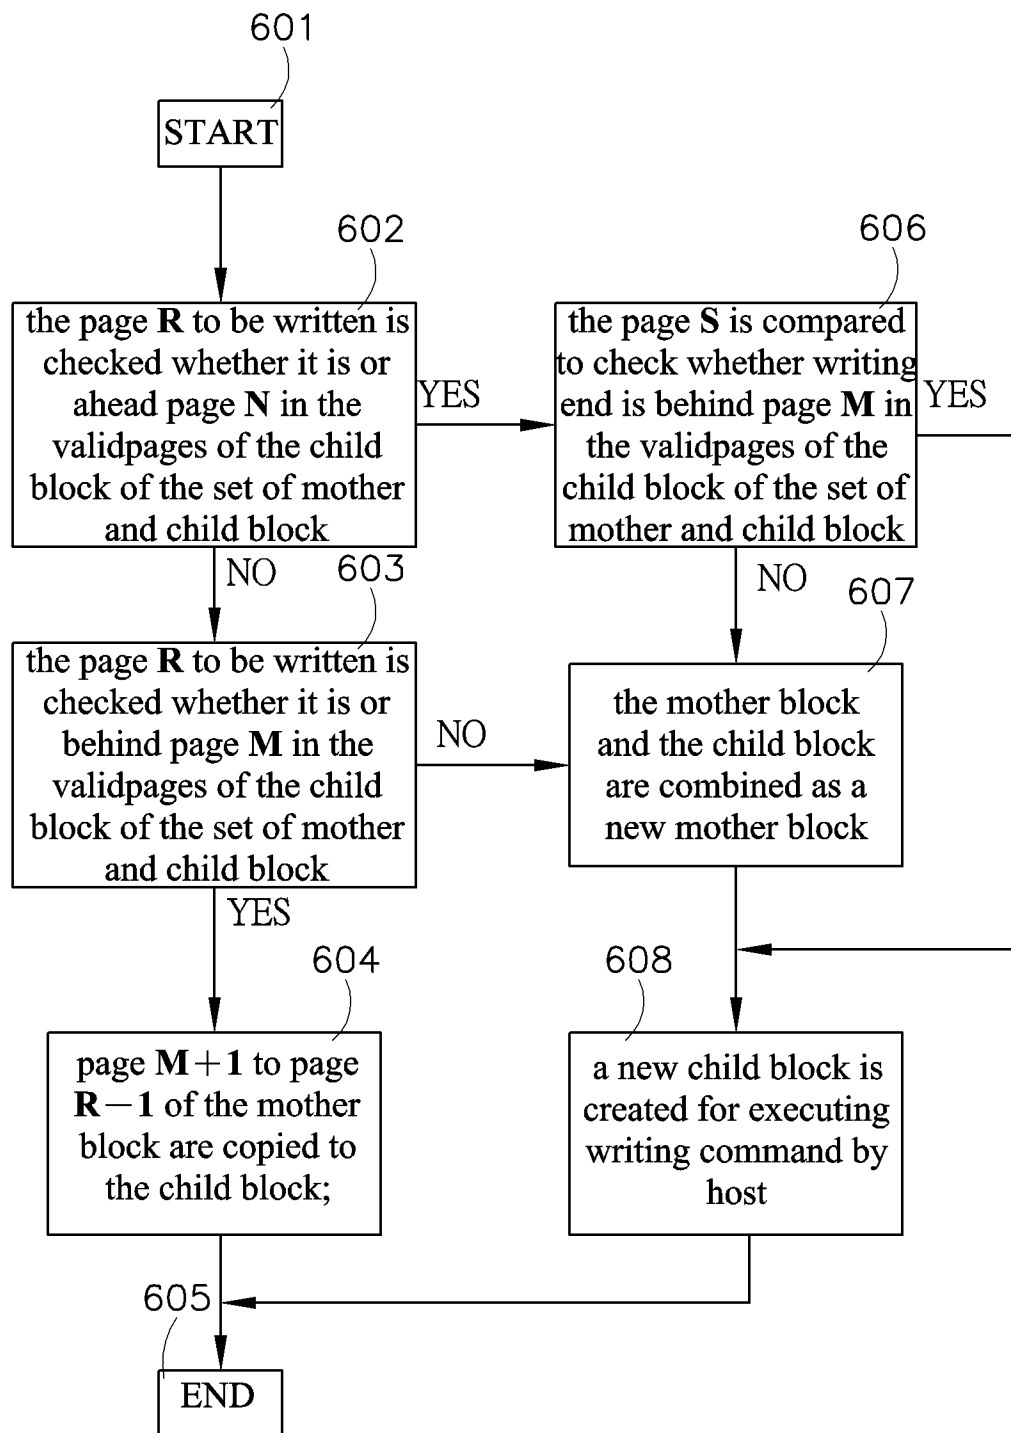 601
START
602
the page R to be written is
checked whether it is or
ahead page N in the
validpages of the child
block of the set of mother
and child block
YES
606
the page S is compared
to check whether writing
end is behind page M in
the validpages of the
child block of the set of
mother and child block
YES
NO
603
the page R to be written is
checked whether it is or
behind page M in the
validpages of the child
block of the set of mother
and child block
NO
NO
607
the mother block
and the child block
are combined as a
new mother block
YES
604
page M+1 to page
R−1 of the mother
block are copied to
the child block;
608
a new child block is
created for executing
writing command by
host
605
END